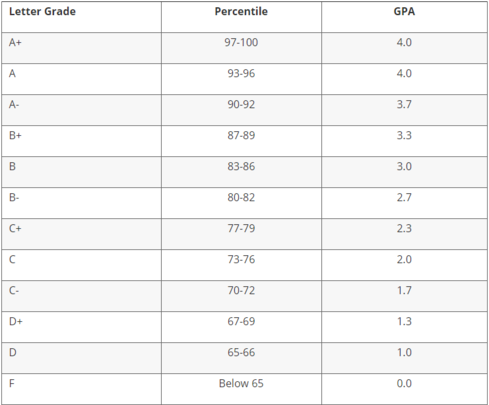 Letter Grade Percentile GPA
A+ 97-100 4.0
A 93-96 4.0
A- 90-92 3.7
B+ 87-89 3.3
B 83-86 3.0
B- 80-82 2.7
C+ 77-79 2.3
C 73-76 2.0
C- 70-72 1.7
D+ 67-69 1.3
D 65-66 1.0
F Below 65 0.0